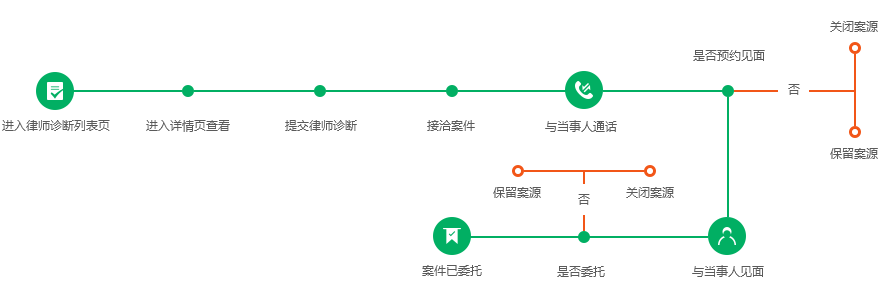 关闭案源
是否预约见面
否
进入律师诊断列表页
进入详情页查看
提交律师诊断
接洽案件
与当事人通话
保留案源
保留案源
否
关闭案源
案件已委托
是否委托
与当事人见面